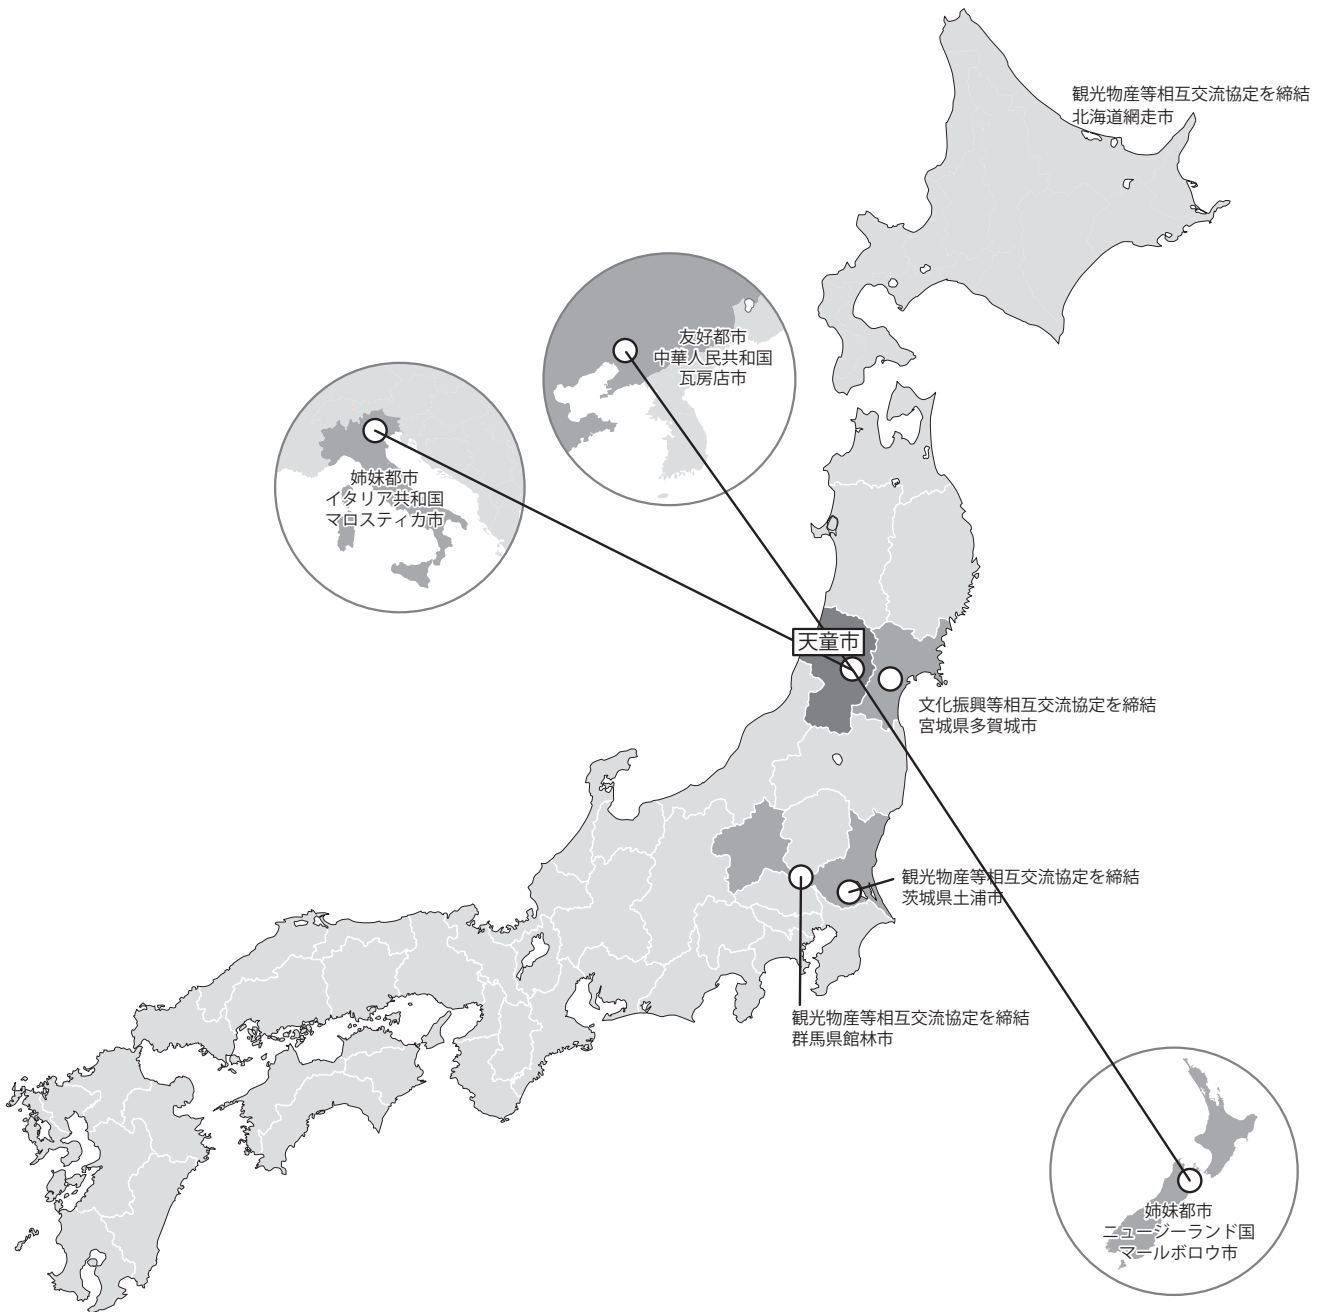 観光物産等相互交流協定を締結
北海道網走市
友好都市
中華人民共和国
瓦房店市
姉妹都市
イタリア共和国
マロスティカ市
天童市
文化振興等相互交流協定を締結
宮城県多賀城市
観光物産等相互交流協定を締結
茨城県土浦市
観光物産等相互交流協定を締結
群馬県館林市
姉妹都市
ニュージーランド国
マールボロウ市